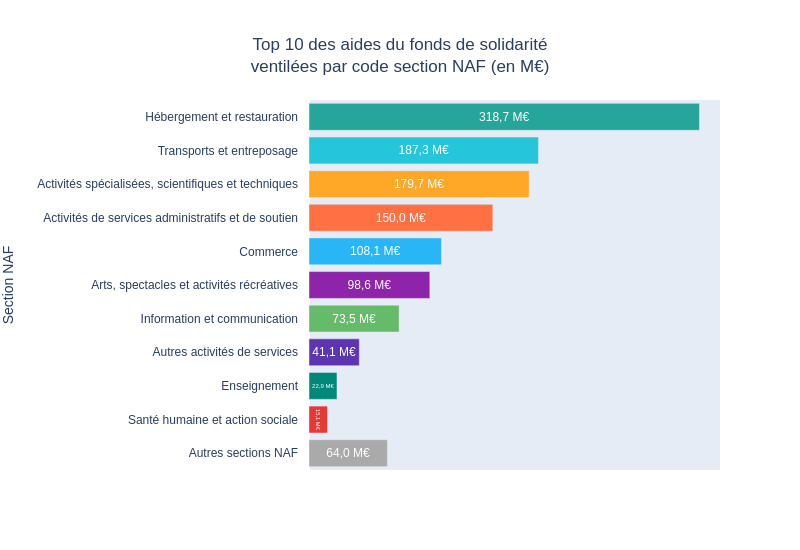 Top 10 des aides du fonds de solidarité
ventilées par code section NAF (en M€)
Section NAF
Hébergement et restauration 318,7 M€
Transports et entreposage 187,3 M€
Activités spécialisées, scientifiques et techniques 179,7 M€
Activités de services administratifs et de soutien 150,0 M€
Commerce 108,1 M€
Arts, spectacles et activités récréatives 98,6 M€
Information et communication 73,5 M€
Autres activités de services 41,1 M€
Enseignement 22,9 M€
Santé humaine et action sociale 15,1 M€
Autres sections NAF 64,0 M€